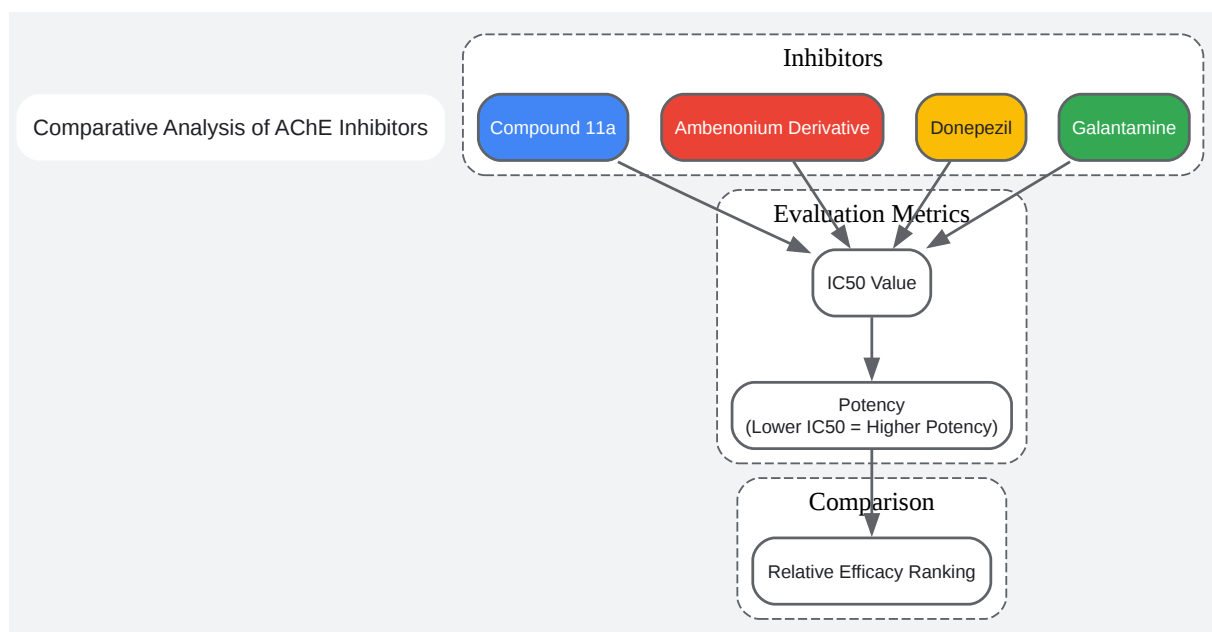 Comparative Analysis of AChE Inhibitors
Inhibitors
Compound 11a
Ambenonium Derivative
Donepezil
Galantamine
Evaluation Metrics
IC50 Value
Potency
(Lower IC50 = Higher Potency)
Comparison
Relative Efficacy Ranking